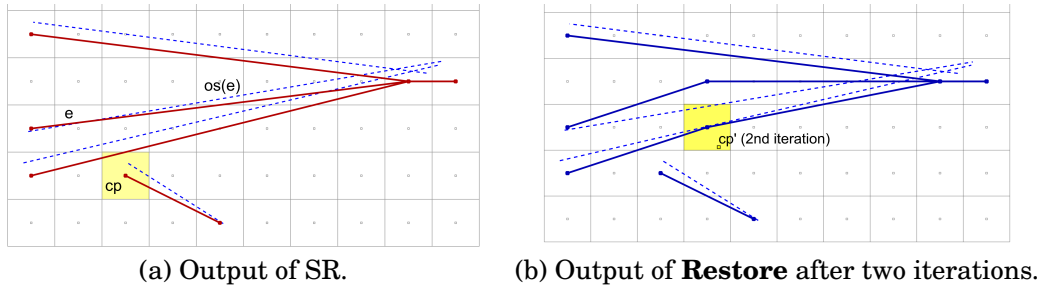 os(e)
e
cp
cp' (2nd iteration)
(a) Output of SR.
(b) Output of Restore after two iterations.